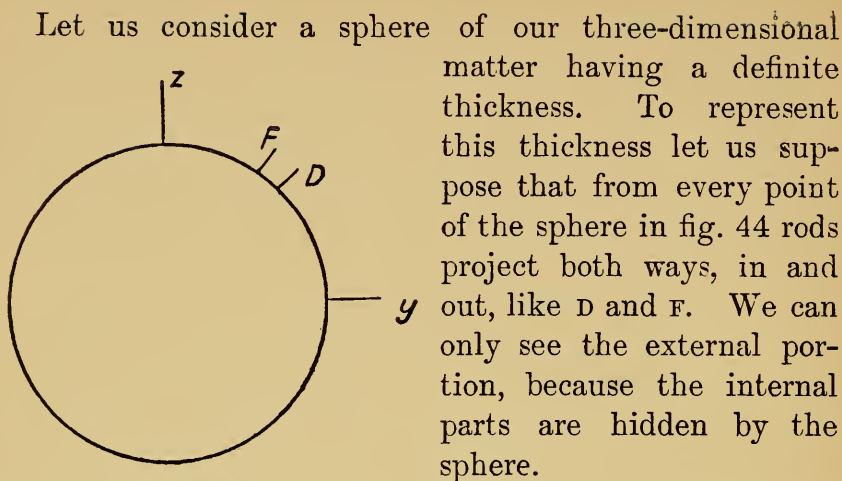 Let us consider a sphere of our three-dimensional
matter having a definite
thickness. To represent
this thickness let us sup-
pose that from every point
of the sphere in fig. 44 rods
project both ways, in and
out, like D and F. We can
only see the external por-
tion, because the internal
parts are hidden by the
sphere.
z
F
D
y